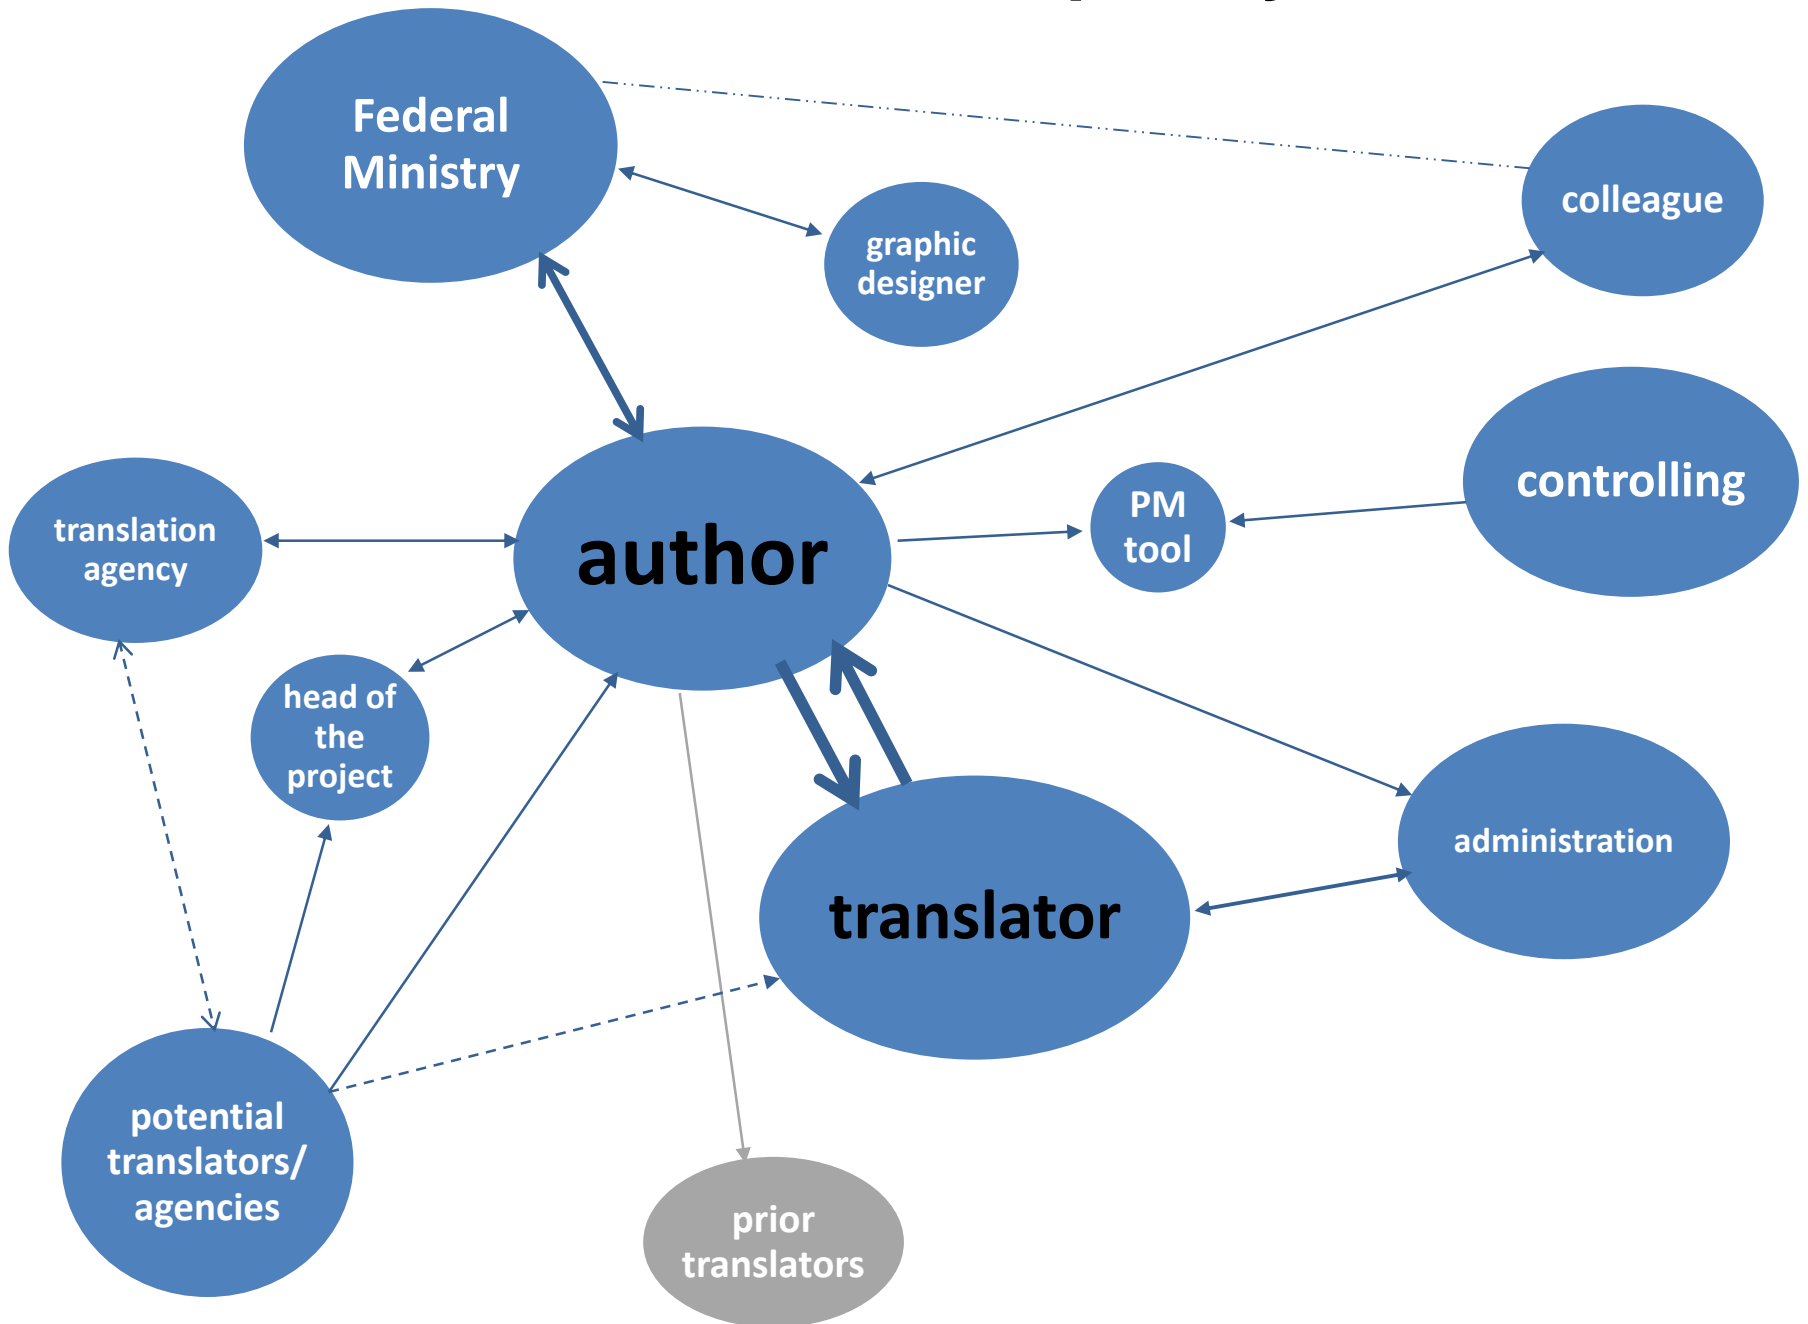 Federal
Ministry
colleague
graphic
designer
controlling
PM
tool
translation
agency
author
head of
the
project
administration
translator
potential
translators/
agencies
prior
translators